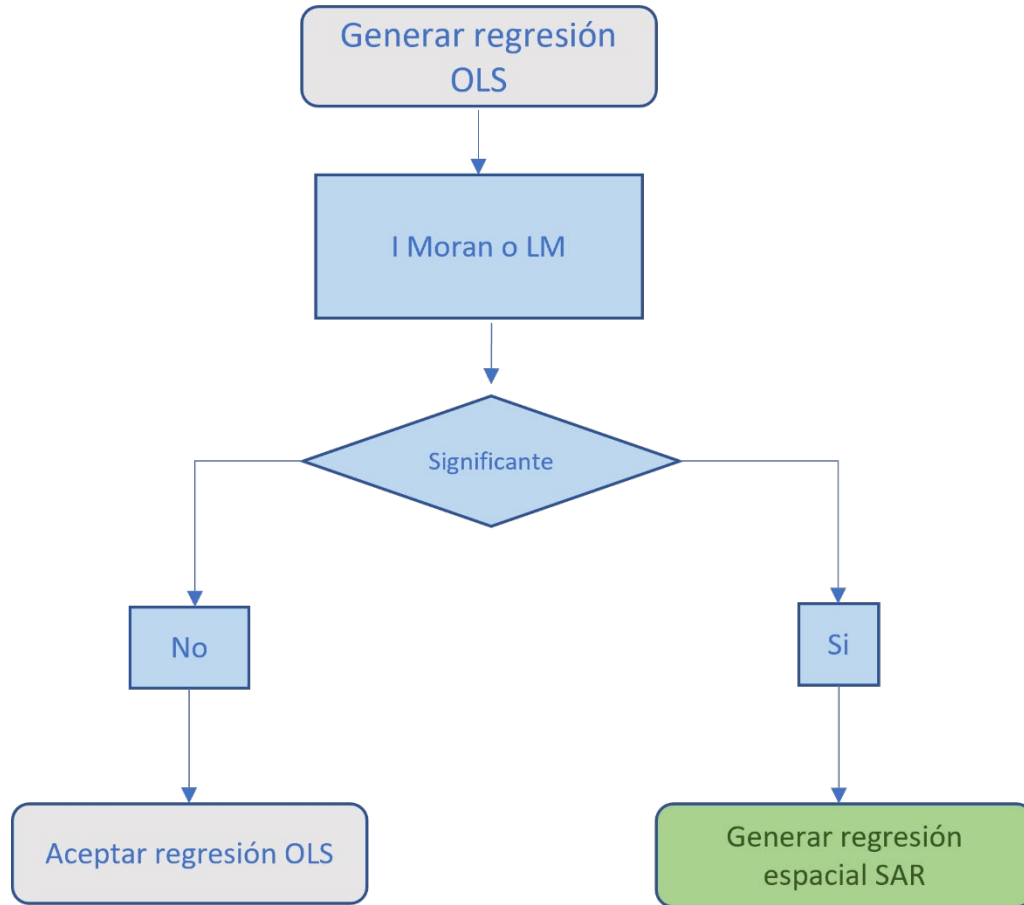 Generar regresión
OLS
I Moran o LM
Significante
No
Si
Aceptar regresión OLS
Generar regresión
espacial SAR